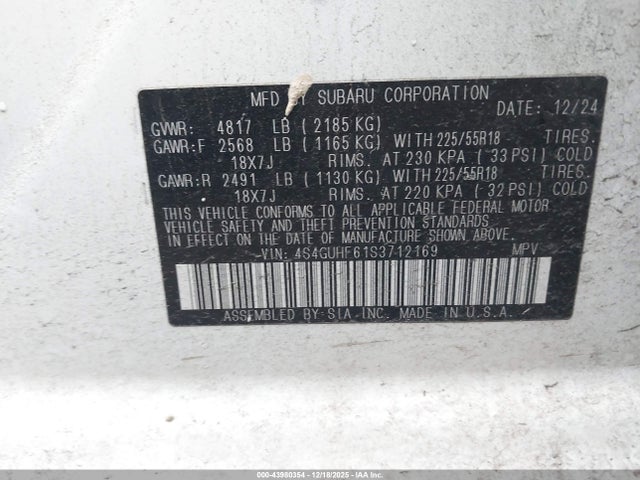 MFD BY SUBARU CORPORATION
DATE: 12/24
GVWR: 4817 LB ( 2185 KG)
GAWR:F 2568 LB ( 1165 KG) WITH 225/55R18 TIRES.
18X7J RIMS. AT 230 KPA ( 33 PSI) COLD
GAWR:R 2491 LB ( 1130 KG) WITH 225/55R18 TIRES.
18X7J RIMS. AT 220 KPA ( 32 PSI) COLD
THIS VEHICLE CONFORMS TO ALL APPLICABLE FEDERAL MOTOR
VEHICLE SAFETY AND THEFT PREVENTION STANDARDS
IN EFFECT ON THE DATE OF MANUFACTURE SHOWN ABOVE.
VIN: 4S4GUHF61S3712169 MPV
ASSEMBLED BY SIA,INC. MADE IN U.S.A.
000-43980354 | 12/18/2025 - IAAI.COM